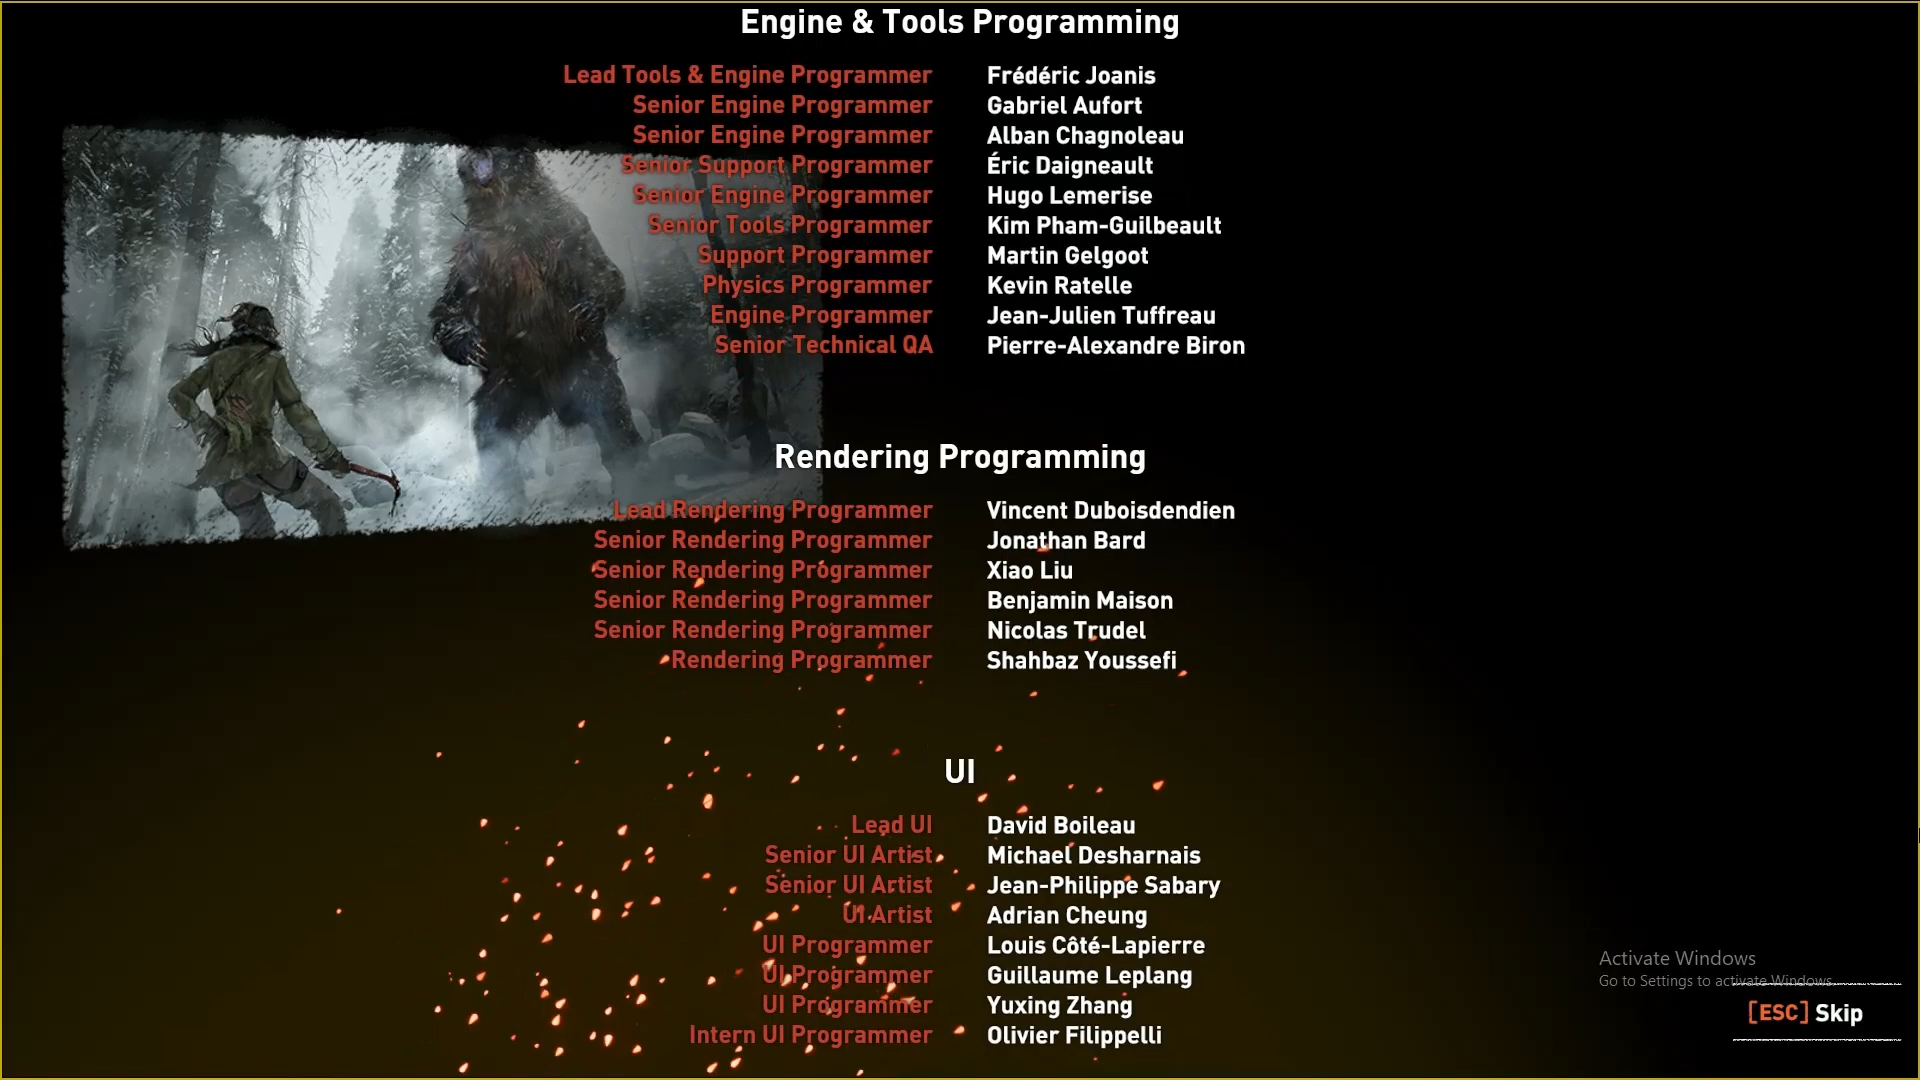 Engine & Tools Programming
Lead Tools & Engine Programmer Frédéric Joanis
Senior Engine Programmer Gabriel Aufort
Senior Engine Programmer Alban Chagnoleau
Senior Support Programmer Éric Daigneault
Senior Engine Programmer Hugo Lemerise
Senior Tools Programmer Kim Pham-Guilbeault
Support Programmer Martin Gelgoot
Physics Programmer Kevin Ratelle
Engine Programmer Jean-Julien Tuffreau
Senior Technical QA Pierre-Alexandre Biron
Rendering Programming
Lead Rendering Programmer Vincent Duboisdendien
Senior Rendering Programmer Jonathan Bard
Senior Rendering Programmer Xiao Liu
Senior Rendering Programmer Benjamin Maison
Senior Rendering Programmer Nicolas Trudel
Rendering Programmer Shahbaz Youssefi
UI
Lead UI David Boileau
Senior UI Artist Michael Desharnais
Senior UI Artist Jean-Philippe Sabary
UI Artist Adrian Cheung
UI Programmer Louis Côté-Lapierre
UI Programmer Guillaume Leplang
UI Programmer Yuxing Zhang
Intern UI Programmer Olivier Filippelli
Activate Windows
Go to Settings to activate Windows.
[ESC] Skip